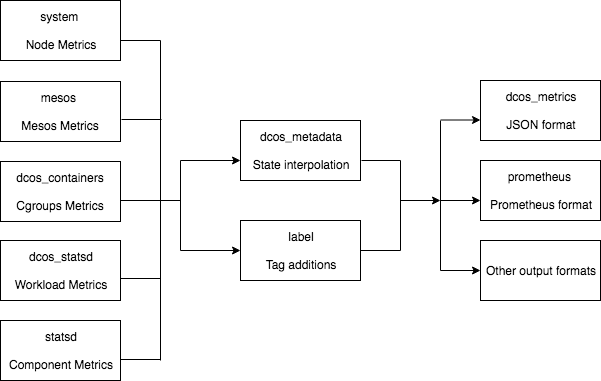 system
Node Metrics
mesos
Mesos Metrics
dcos_containers
Cgroups Metrics
dcos_statsd
Workload Metrics
statsd
Component Metrics
dcos_metadata
State interpolation
label
Tag additions
dcos_metrics
JSON format
prometheus
Prometheus format
Other output formats